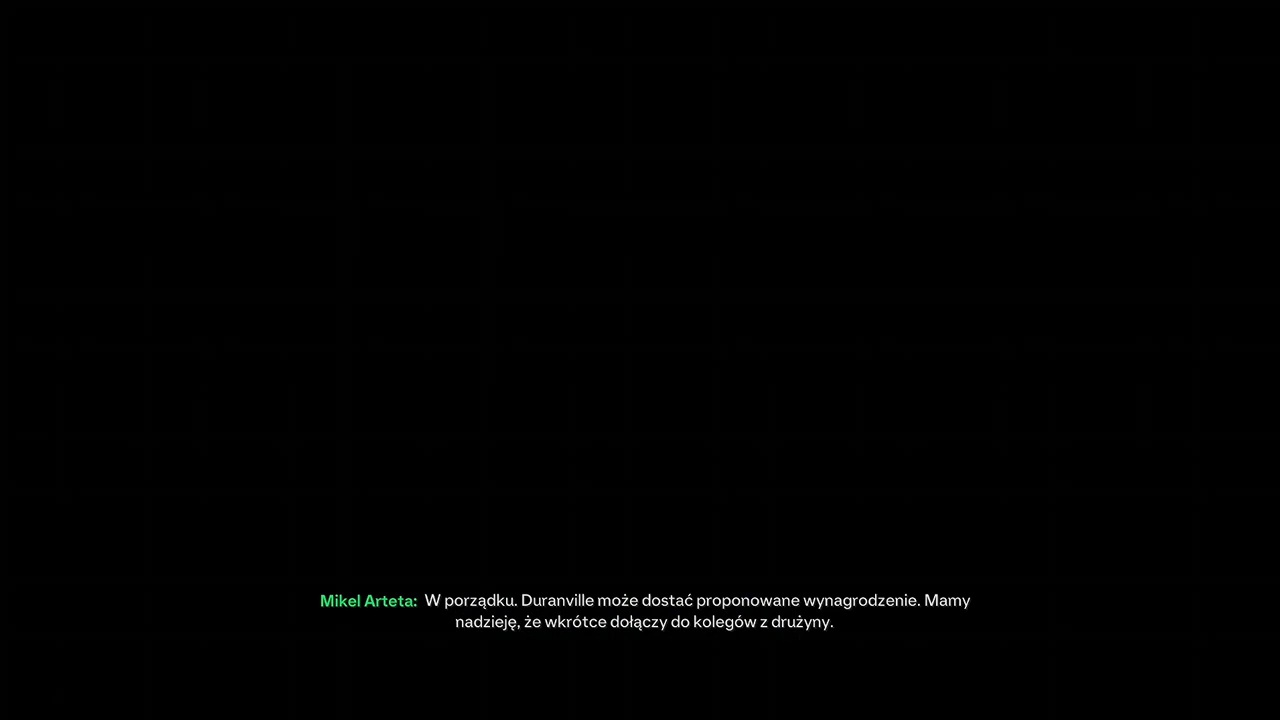 Mikel Arteta: W porządku. Duranville może dostać proponowane wynagrodzenie. Mamy
nadzieję, że wkrótce dołączy do kolegów z drużyny.